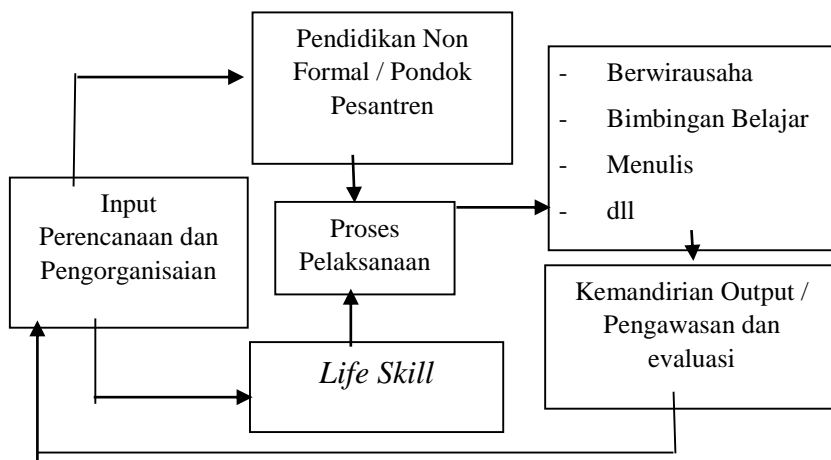 Pendidikan Non
Formal / Pondok
Pesantren
- Berwirausaha
- Bimbingan Belajar
- Menulis
- dll
Input
Perencanaan dan
Pengorganisaian
Proses
Pelaksanaan
Kemandirian Output /
Pengawasan dan
evaluasi
Life Skill